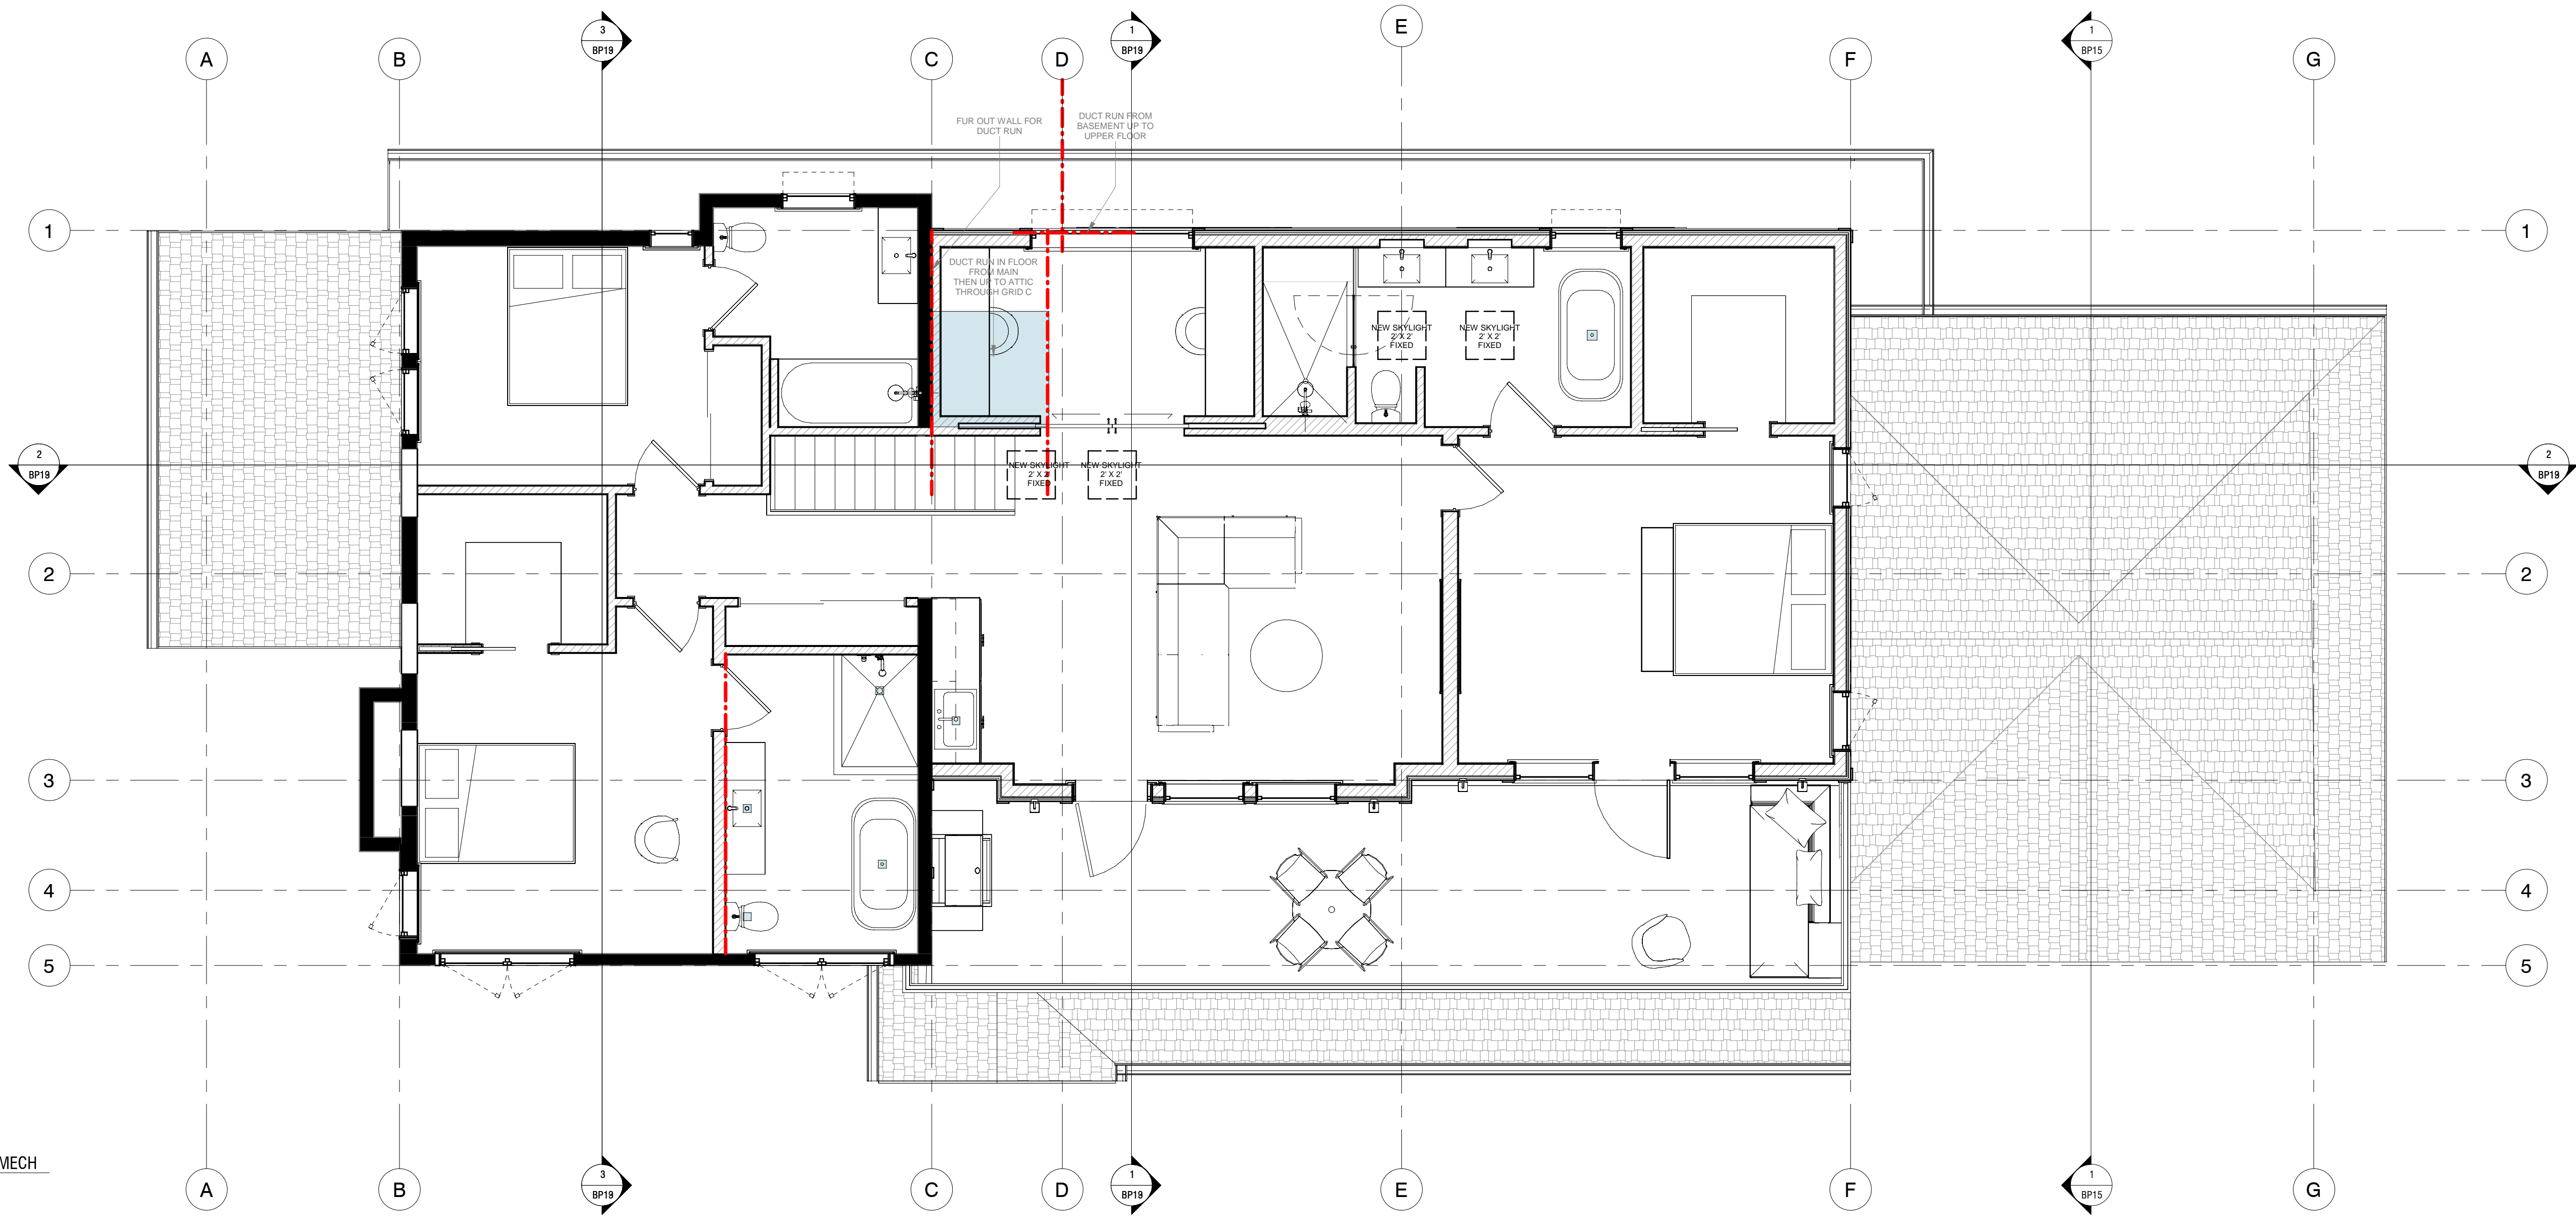 E
3
BP19
1
BP19
1
BP15
A
B
C
D
F
G
FUR OUT WALL FOR
DUCT RUN
DUCT RUN FROM
BASEMENT UP TO
UPPER FLOOR
1
1
DUCT RUN IN FLOOR
FROM MAIN
THEN UP TO ATTIC
THROUGH GRID C
NEW SKYLIGHT
2' X 2'
FIXED
NEW SKYLIGHT
2' X 2'
FIXED
2
BP19
NEW SKYLIGHT
2' X 2'
FIXED
NEW SKYLIGHT
2' X 2'
FIXED
2
BP19
2
2
3
3
4
4
5
5
MECH
A
B
3
BP19
C
D
1
BP19
E
F
1
BP15
G